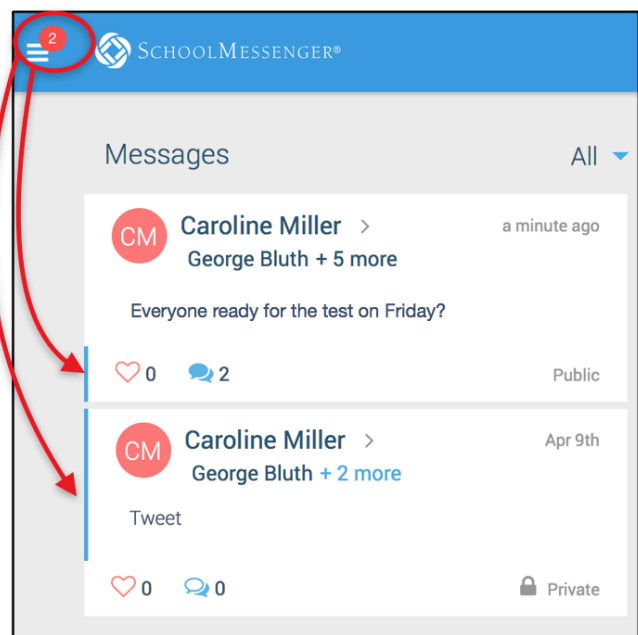 2
SCHOOLMESSENGER®
Messages
All
CM
Caroline Miller >
a minute ago
George Bluth + 5 more
Everyone ready for the test on Friday?
0
2
Public
CM
Caroline Miller >
Apr 9th
George Bluth + 2 more
Tweet
0
0
Private